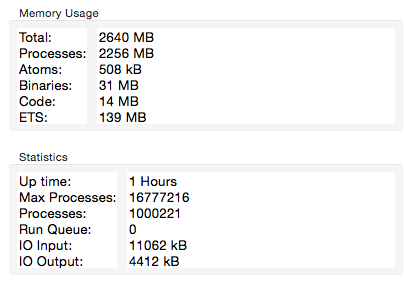 Memory Usage
Total: 2640 MB
Processes: 2256 MB
Atoms: 508 kB
Binaries: 31 MB
Code: 14 MB
ETS: 139 MB
Statistics
Up time: 1 Hours
Max Processes: 16777216
Processes: 1000221
Run Queue: 0
IO Input: 11062 kB
IO Output: 4412 kB